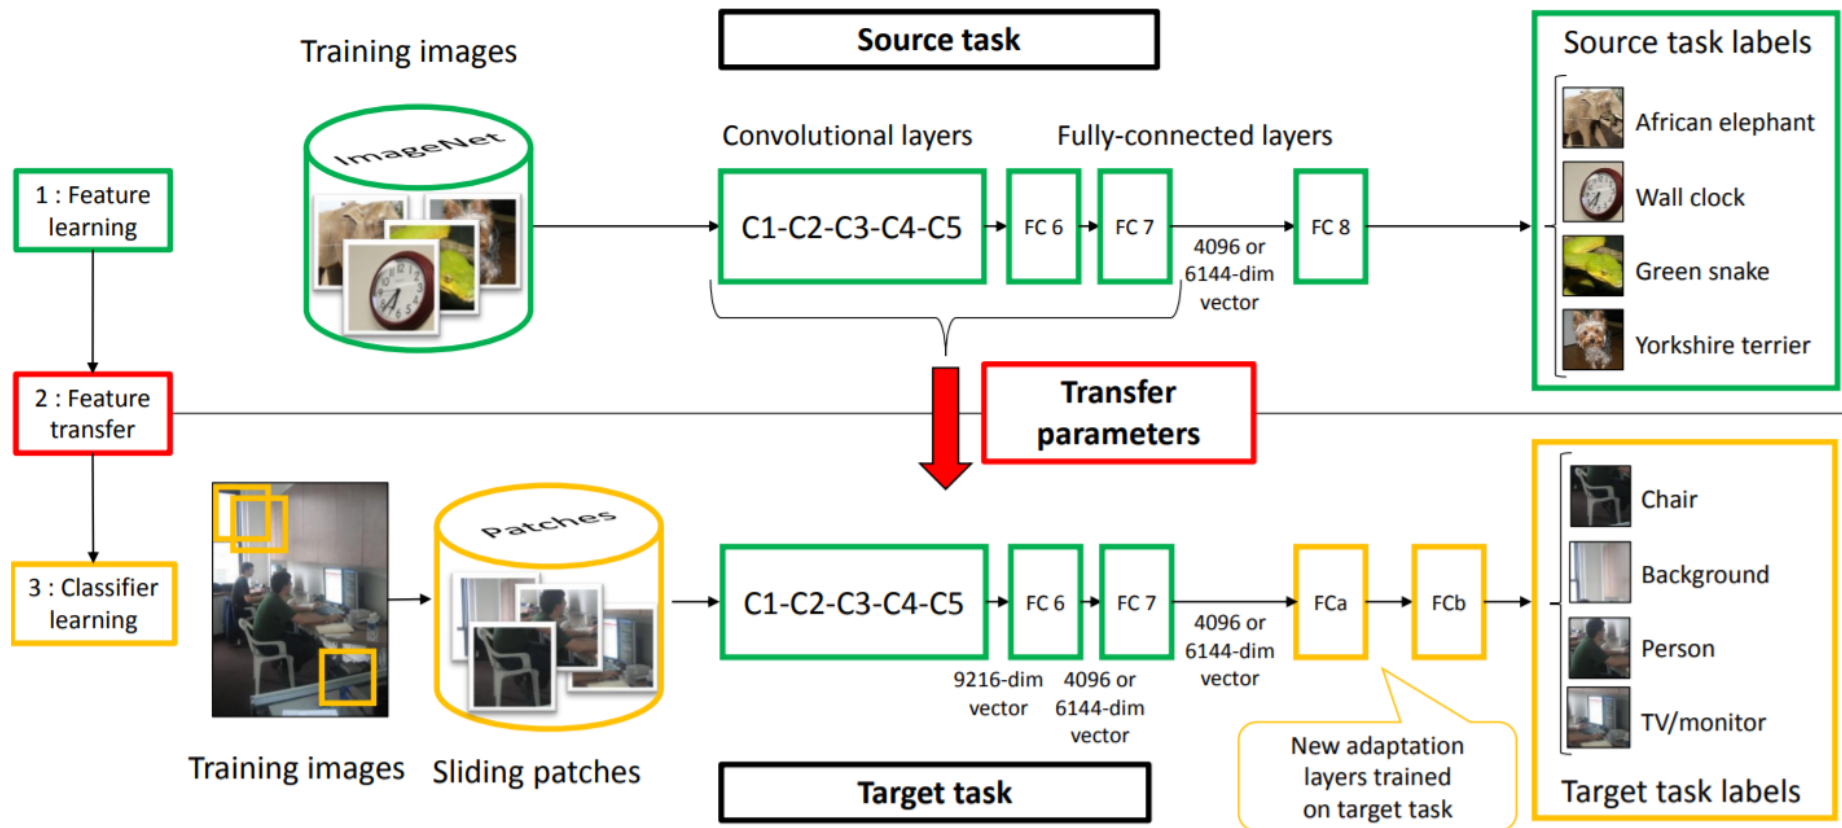 Source task
Training images
Source task labels
ImageNet
Convolutional layers
Fully-connected layers
1 : Feature
learning
C1-C2-C3-C4-C5
FC 6
FC 7
4096 or
6144-dim
vector
FC 8
African elephant
Wall clock
Green snake
Yorkshire terrier
2 : Feature
transfer
Transfer
parameters
3 : Classifier
learning
Patches
C1-C2-C3-C4-C5
9216-dim
vector
FC 6
4096 or
6144-dim
vector
FC 7
4096 or
6144-dim
vector
FCa
FCb
Chair
Background
Person
TV/monitor
New adaptation
layers trained
on target task
Training images
Sliding patches
Target task
Target task labels